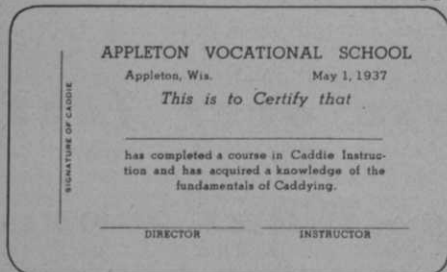 APPLETON VOCATIONAL SCHOOL
Appleton, Wis. May 1, 1937
This is to Certify that
has completed a course in Caddie Instruc-
tion and has acquired a knowledge of the
fundamentals of Caddying.
DIRECTOR INSTRUCTOR
SIGNATURE OF CADDIE